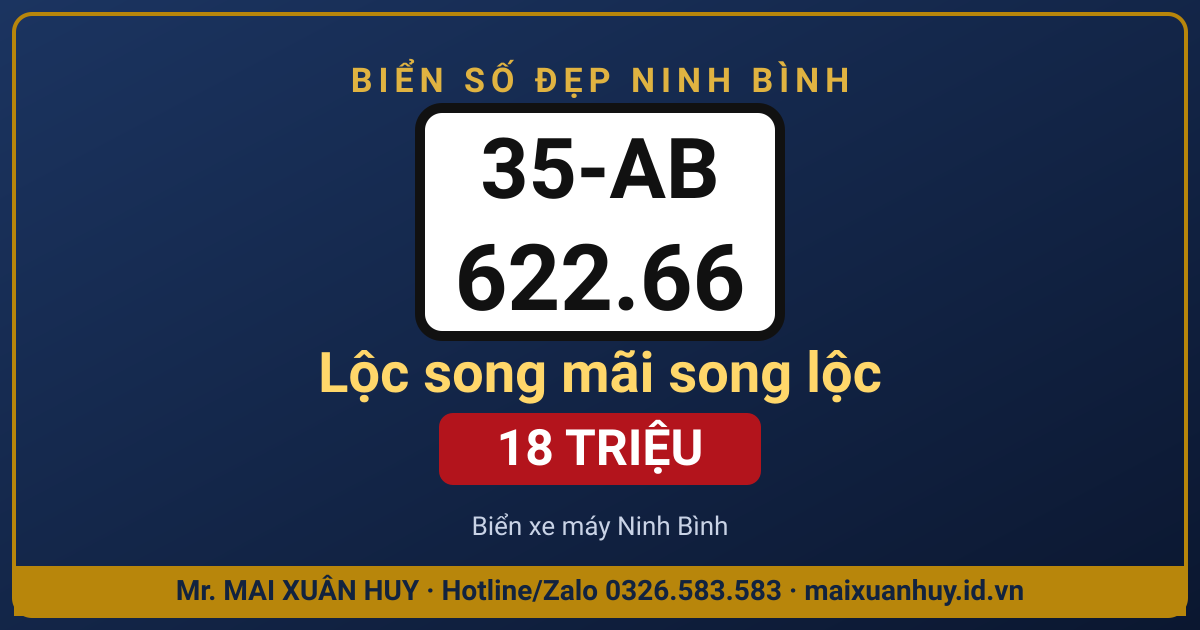 BIỂN SỐ ĐẸP NINH BÌNH
35-AB
622.66
Lộc song mãi song lộc
18 TRIỆU
Biển xe máy Ninh Bình
Mr. MAI XUÂN HUY · Hotline/Zalo 0326.583.583 · maixuanhuy.id.vn